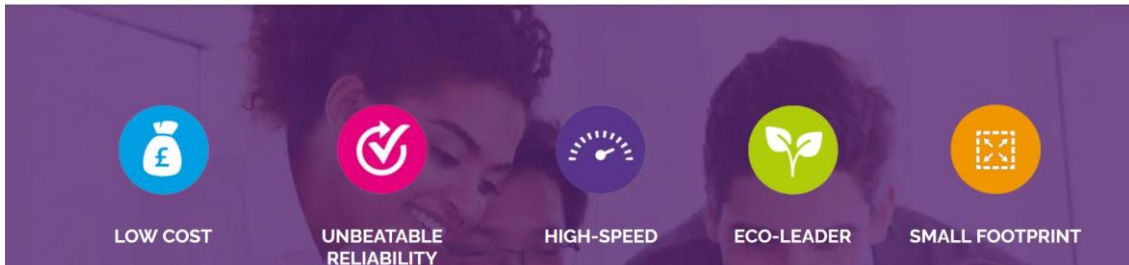 £
LOW COST
UNBEATABLE
RELIABILITY
HIGH-SPEED
ECO-LEADER
SMALL FOOTPRINT